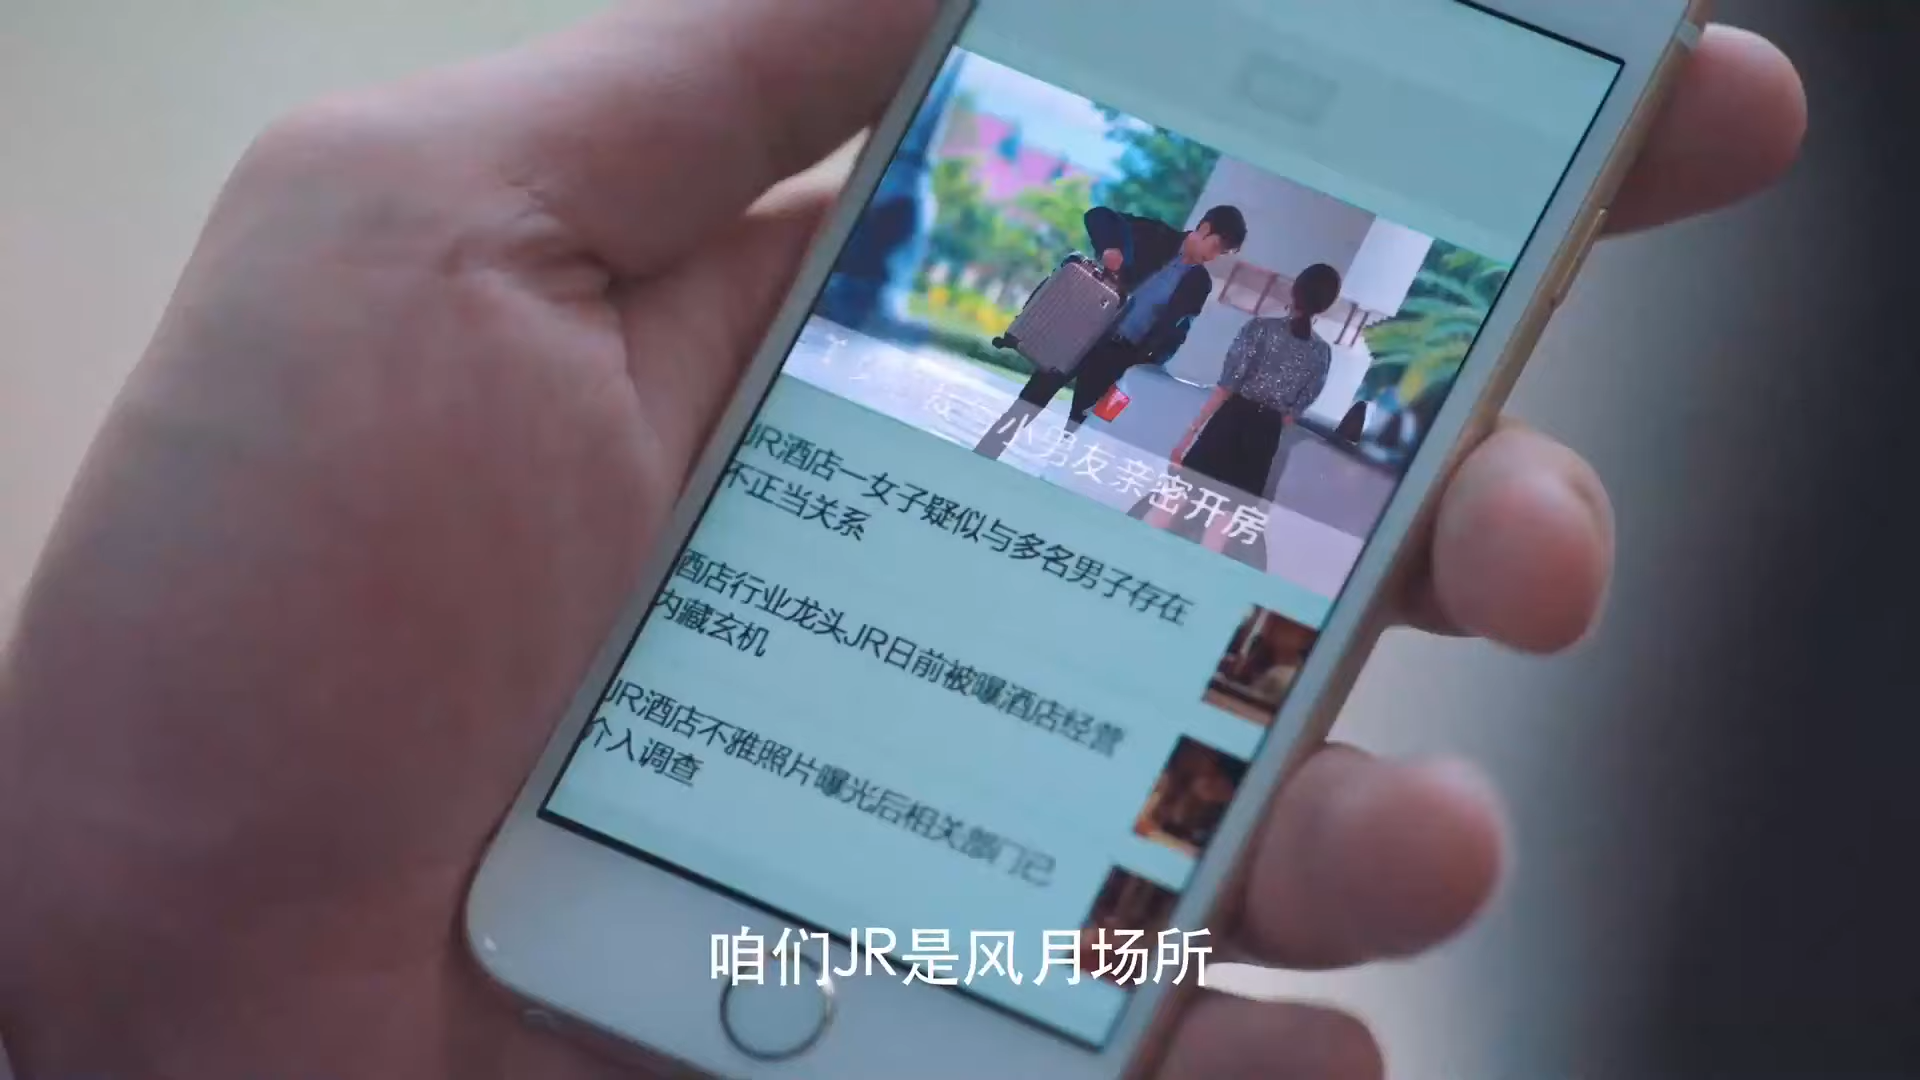 小男友亲密开房
JR酒店一女子疑似与多名男子存在
不正当关系
酒店行业龙头JR日前被曝酒店经营
内藏玄机
JR酒店不雅照片曝光后相关部门已
介入调查
咱们JR是风月场所